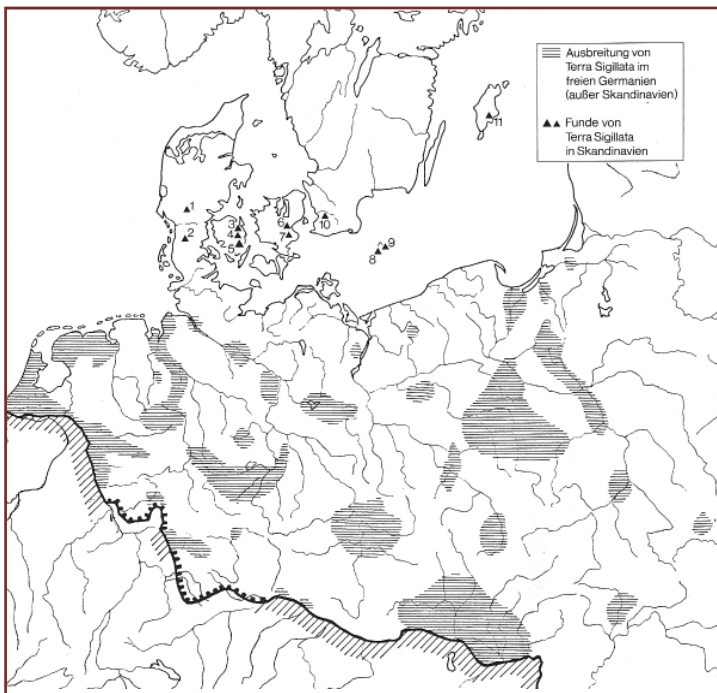 Ausbreitung von
Terra Sigillata im
freien Germanien
(außer Skandinavien)
Funde von
Terra Sigillata
in Skandinavien
11
1
2
3
4
2
5
6
7
10
8
9